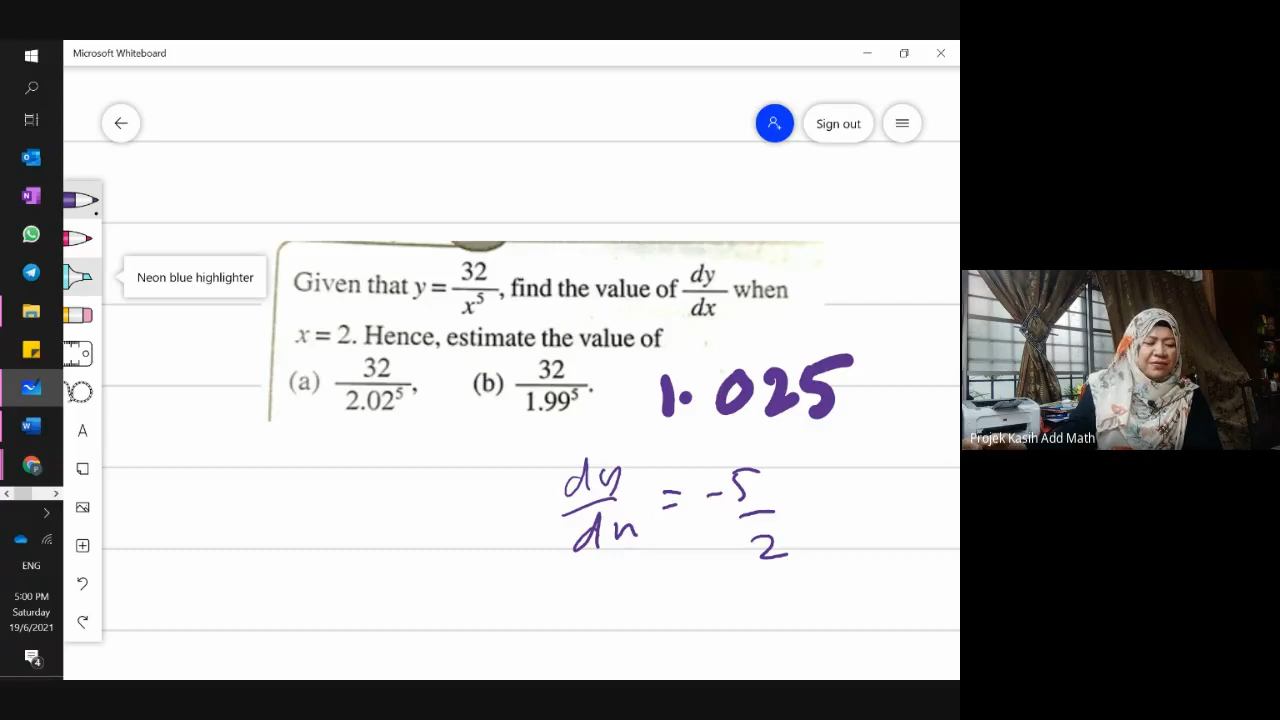 Microsoft Whiteboard
Sign out
Neon blue highlighter
Given that y = 32/x⁵, find the value of dy/dx when
x = 2. Hence, estimate the value of
(a) 32/2.02⁵, (b) 32/1.99⁵.
1.025
dy/dx = -5/2
A
ENG
5:00 PM
Saturday
19/6/2021
4
Projek Kasih Add Math